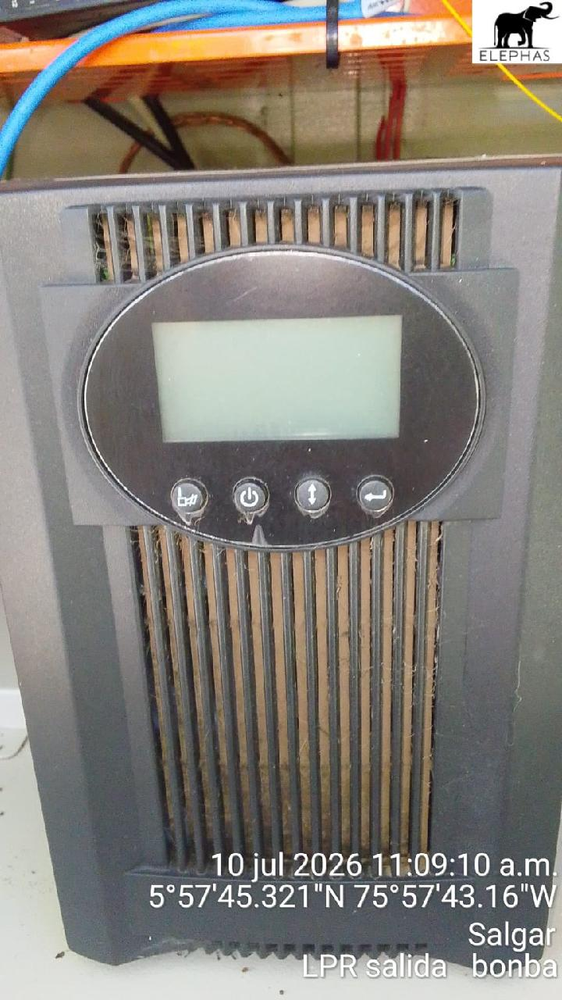 ELEPHAS
10 jul 2026 11:09:10 a.m.
5°57'45.321"N 75°57'43.16"W
Salgar
LPR salida bonba